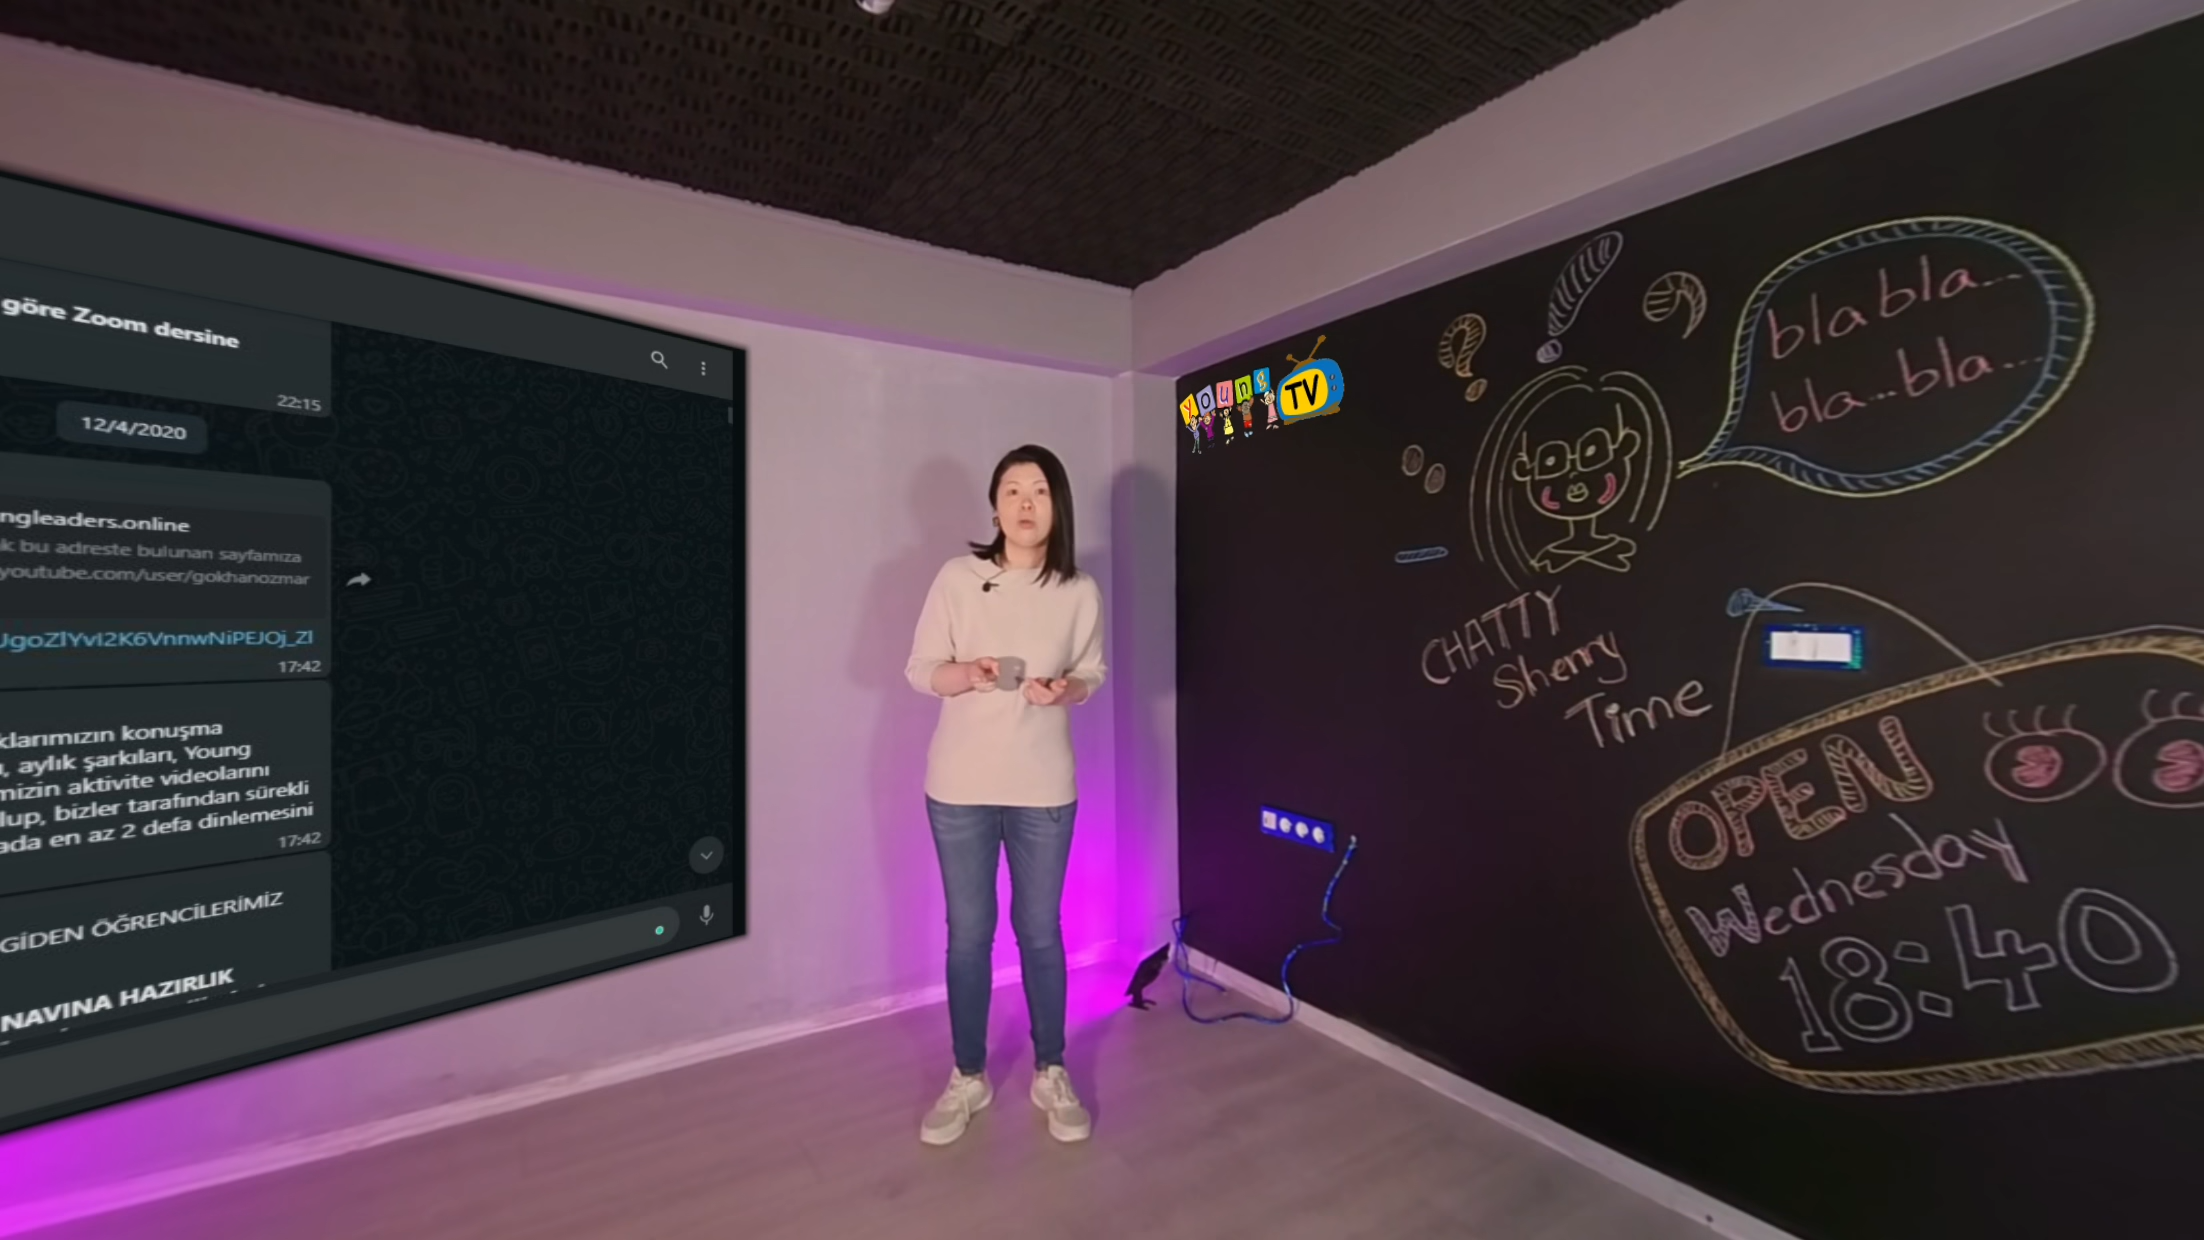 göre Zoom dersine
22:15
12/4/2020
ngleaders.online
k bu adreste bulunan sayfamıza
youtube.com/user/gokhanozmar
JgoZlYvI2K6VnnwNiPEJOj_Zl
17:42
klarımızın konuşma
ı, aylık şarkıları, Young
mizin aktivite videolarını
lup, bizler tarafından sürekli
ada en az 2 defa dinlemesini
17:42
GİDEN ÖĞRENCİLERİMİZ
NAVINA HAZIRLIK
young TV
bla bla...
bla...bla...
CHATTY
Sherry
Time
OPEN
Wednesday
18:40